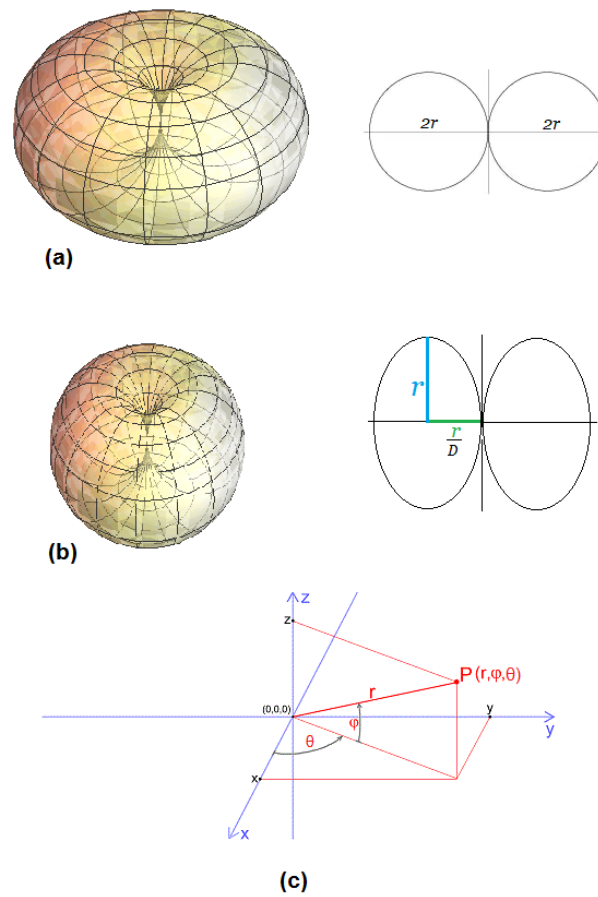 2r 2r
(a)
r
r
D
(b)
z
z
P(r,φ,θ)
r
(0,0,0)
φ
y
y
θ
x
x
(c)